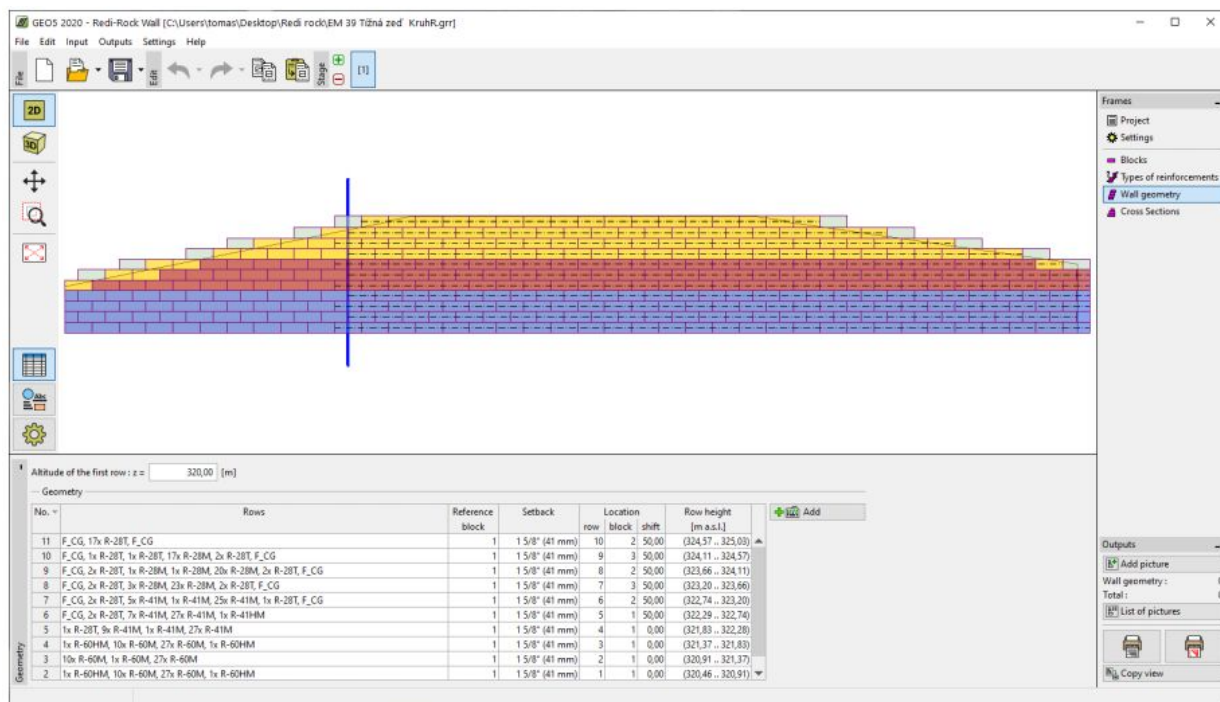 GEO5 2020 - Redi-Rock Wall [C:\Users\tomas\Desktop\Redi rock\EM 39 Tížná zeď KruhR.grr]
File Edit Input Outputs Settings Help
File
Edit
Stage
[1]
2D
3D
Frames
Project
Settings
Blocks
Types of reinforcements
Wall geometry
Cross Sections
Abc
Altitude of the first row : z = 320,00 [m]
Geometry
No. Rows Reference block Setback Location row block shift Row height [m a.s.l.]
Add
11 F_CG, 17x R-28T, F_CG 1 1 5/8" (41 mm) 10 2 50,00 (324,57 .. 325,03)
10 F_CG, 1x R-28T, 1x R-28T, 17x R-28M, 2x R-28T, F_CG 1 1 5/8" (41 mm) 9 3 50,00 (324,11 .. 324,57)
9 F_CG, 2x R-28T, 1x R-28M, 1x R-28M, 20x R-28M, 2x R-28T, F_CG 1 1 5/8" (41 mm) 8 2 50,00 (323,66 .. 324,11)
8 F_CG, 2x R-28T, 3x R-28M, 23x R-28M, 2x R-28T, F_CG 1 1 5/8" (41 mm) 7 3 50,00 (323,20 .. 323,66)
7 F_CG, 2x R-28T, 5x R-41M, 1x R-41M, 25x R-41M, 1x R-28T, F_CG 1 1 5/8" (41 mm) 6 2 50,00 (322,74 .. 323,20)
6 F_CG, 2x R-28T, 7x R-41M, 27x R-41M, 1x R-41HM 1 1 5/8" (41 mm) 5 1 50,00 (322,29 .. 322,74)
5 1x R-28T, 9x R-41M, 1x R-41M, 27x R-41M 1 1 5/8" (41 mm) 4 1 0,00 (321,83 .. 322,28)
4 1x R-60HM, 10x R-60M, 27x R-60M, 1x R-60HM 1 1 5/8" (41 mm) 3 1 0,00 (321,37 .. 321,83)
3 10x R-60M, 1x R-60M, 27x R-60M 1 1 5/8" (41 mm) 2 1 0,00 (320,91 .. 321,37)
2 1x R-60HM, 10x R-60M, 27x R-60M, 1x R-60HM 1 1 5/8" (41 mm) 1 1 0,00 (320,46 .. 320,91)
Geometry
Outputs
Add picture
Wall geometry :
Total :
List of pictures
Copy view